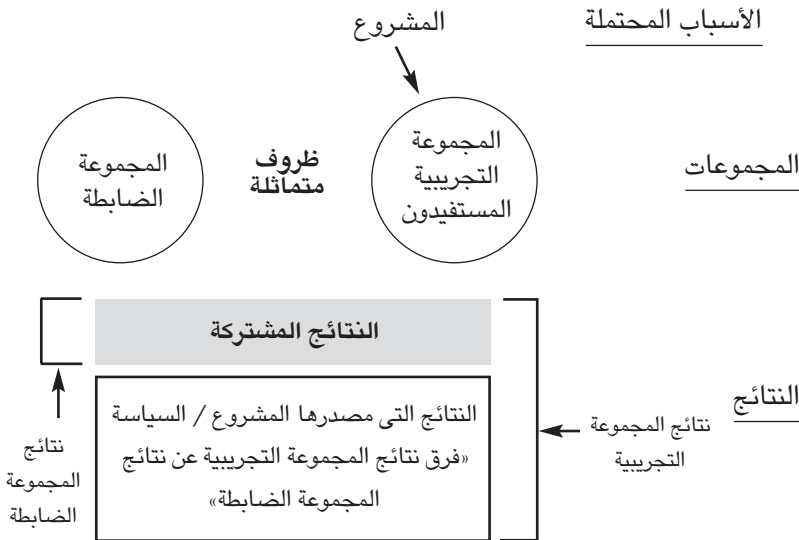 الأسباب المحتملة
المشروع
المجموعات
المجموعة
التجريبية
المستفيدون
ظروف
متماثلة
المجموعة
الضابطة
النتائج
نتائج المجموعة
التجريبية
النتائج المشتركة
النتائج التى مصدرها المشروع / السياسة
«فرق نتائج المجموعة التجريبية عن نتائج
المجموعة الضابطة»
نتائج
المجموعة
الضابطة